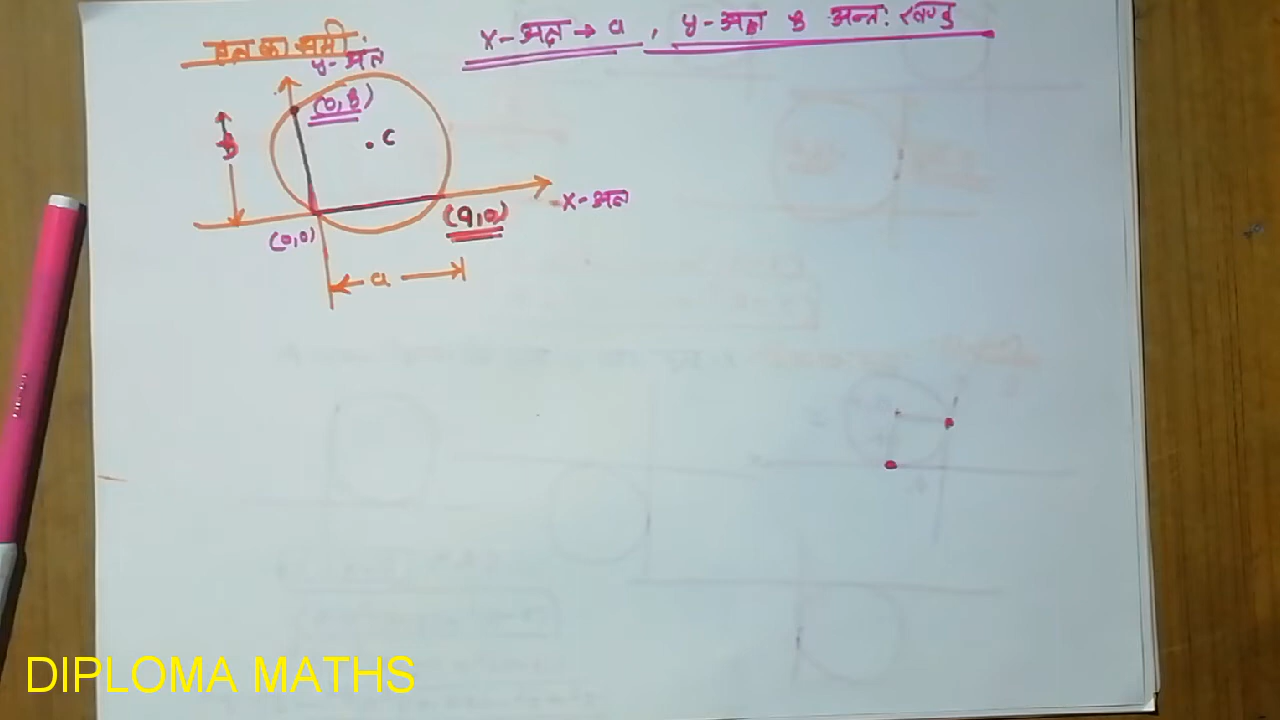 वृत्त का समी.
x-अक्ष → a , y-अक्ष b अन्त: खण्ड
y-अक्ष
(0,b)
b
.c
(0,0)
(a,0)
x-अक्ष
a
DIPLOMA MATHS